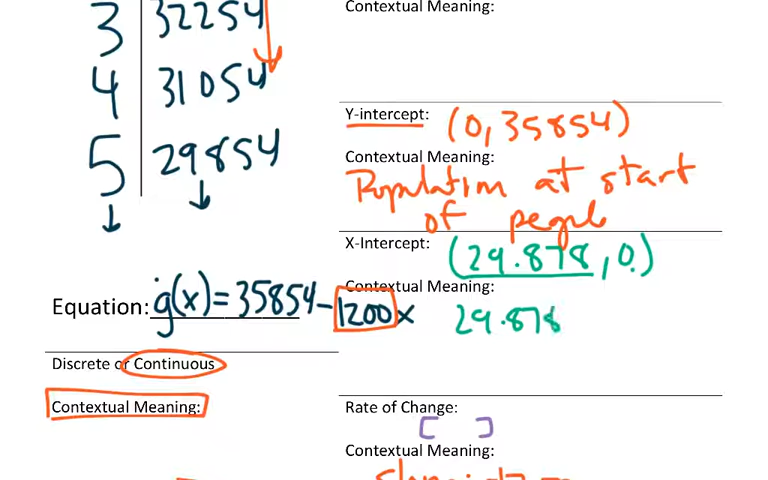 3 32254
4 31054
5 29854
Equation: g(x) = 35854 - 1200x
Discrete or Continuous
Contextual Meaning:
Contextual Meaning:
Y-intercept: (0, 35854)
Contextual Meaning:
Population at start
of people
X-Intercept: (29.878, 0)
Contextual Meaning:
29.878
Rate of Change:
[ ]
Contextual Meaning: